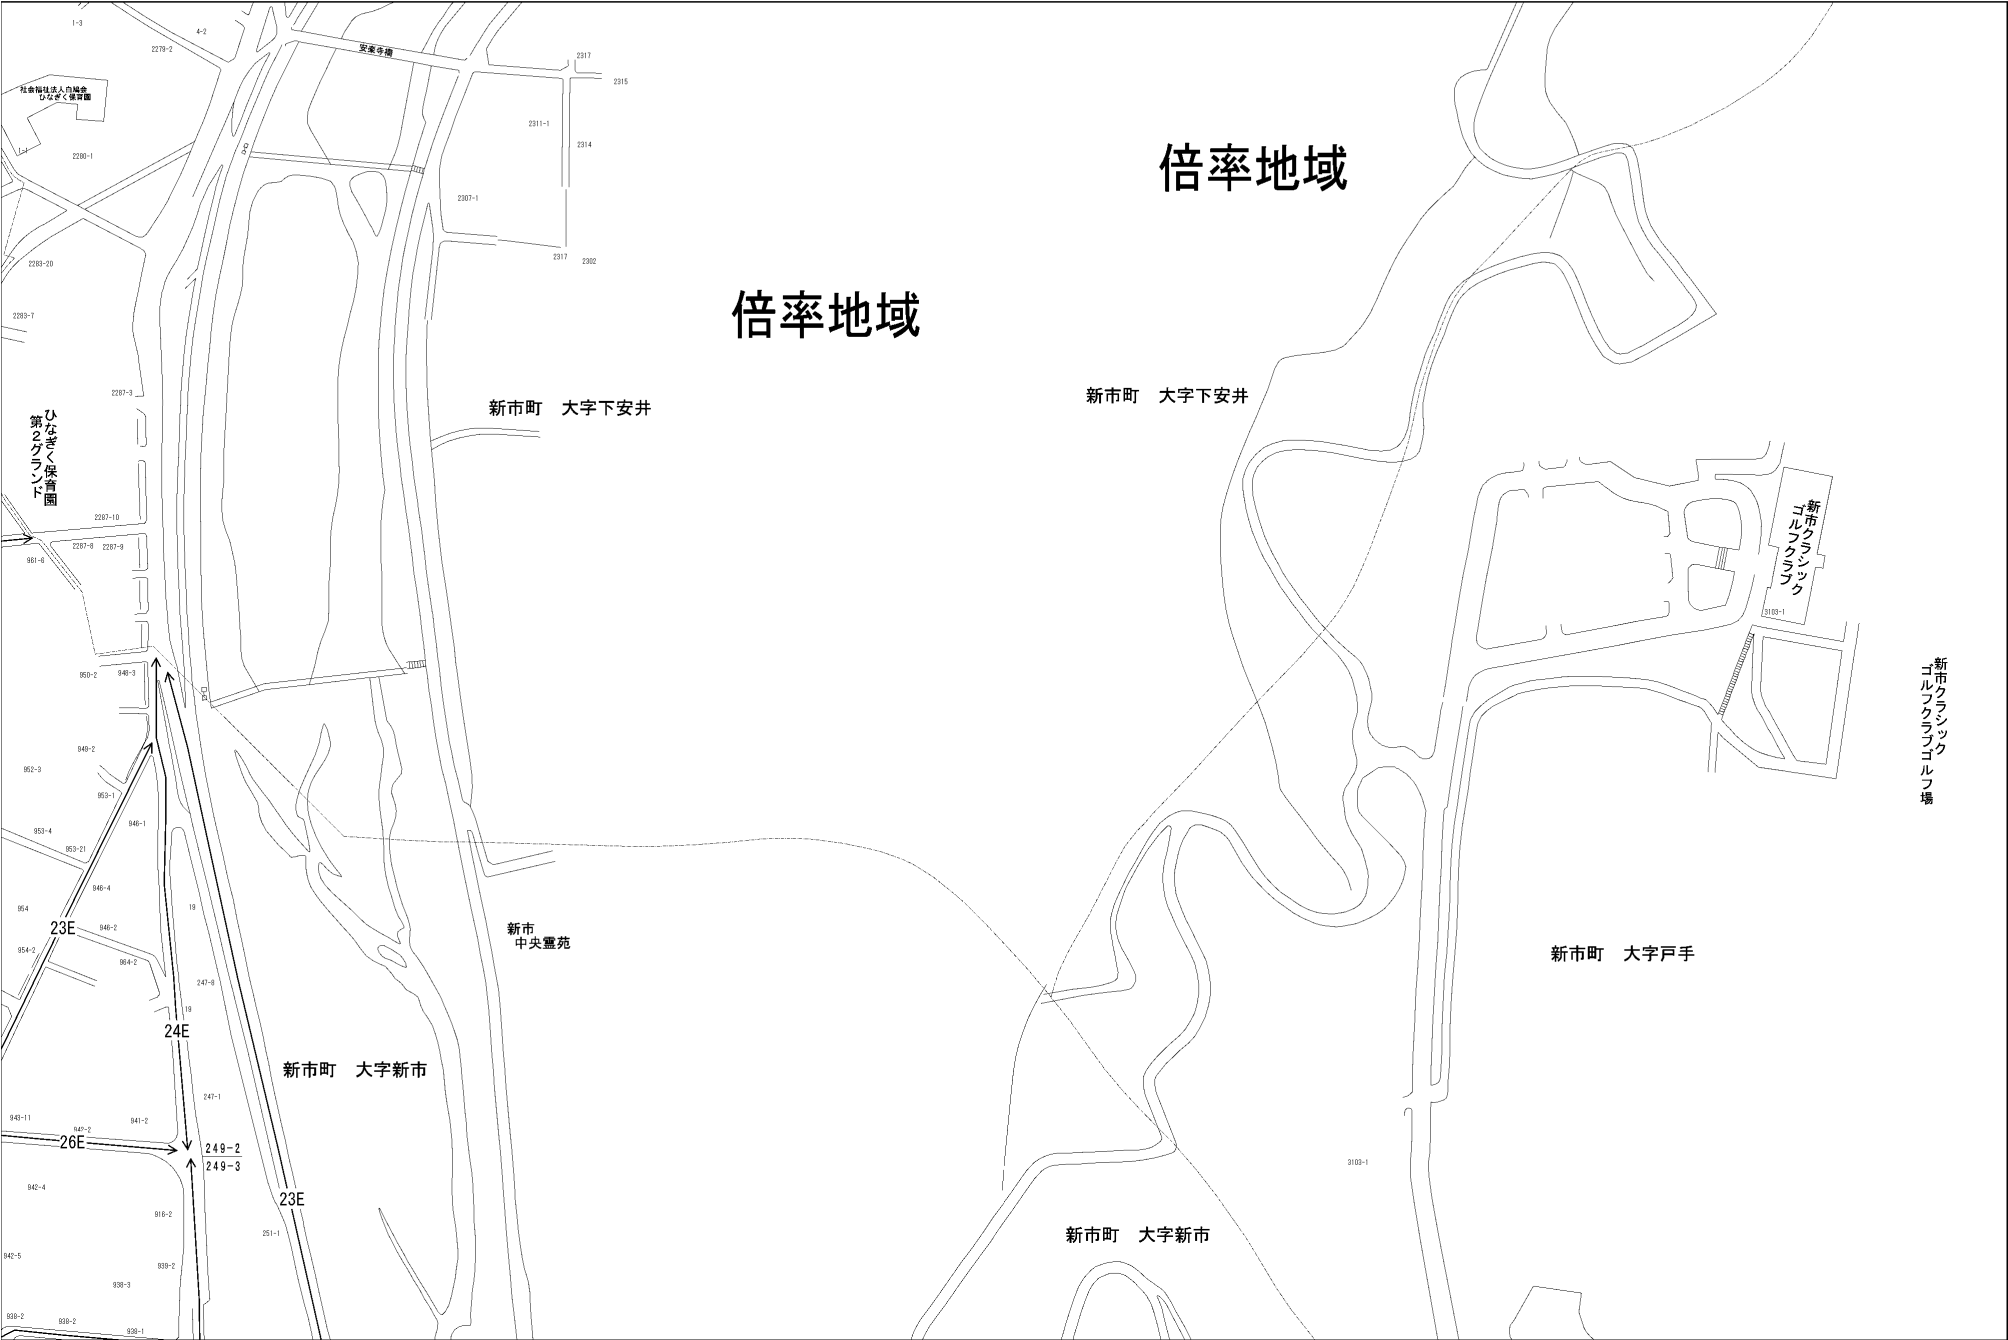 1-3
4-2
2279-2
安楽寺橋
2317
2315
社会福祉法人白鳩会
ひなぎく保育園
2311-1
2314
1-1
2280-1
倍率地域
2307-1
2283-20
2317
2302
2283-7
倍率地域
2287-3
新市町　大字下安井
新市町　大字下安井
ひなぎく保育園
第2グランド
2287-10
2287-8
2287-9
961-6
新市クラシック
ゴルフクラブ
3103-1
950-2
948-3
新市クラシック
ゴルフクラブゴルフ場
949-2
952-3
953-1
946-1
953-4
953-21
946-4
954
19
23E
946-2
新市
中央霊苑
954-2
964-2
新市町　大字戸手
247-8
19
24E
新市町　大字新市
247-1
943-11
942-2
941-2
26E
249-2
249-3
3103-1
942-4
23E
916-2
251-1
新市町　大字新市
942-5
939-2
938-3
938-2
938-2
938-1